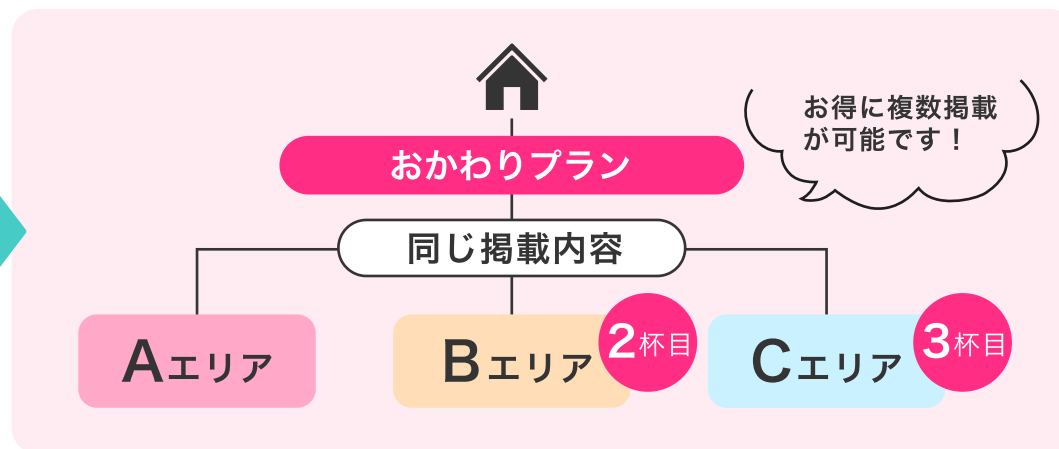 お得に複数掲載
が可能です！
おかわりプラン
同じ掲載内容
Aエリア
Bエリア
2杯目
Cエリア
3杯目